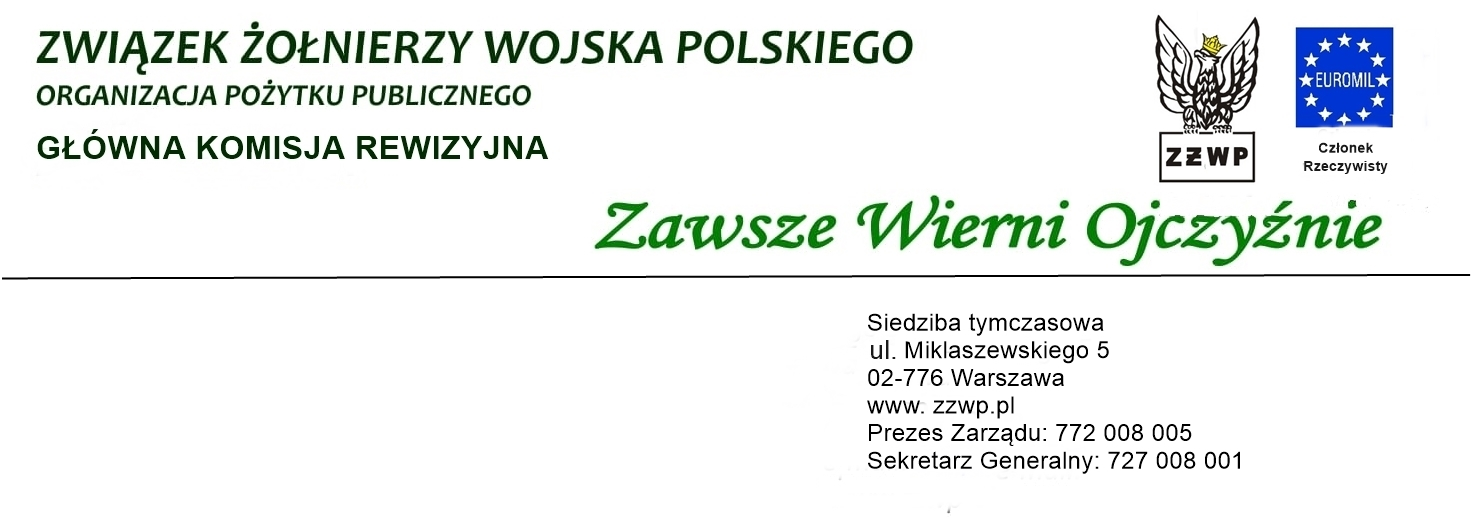 ZWIĄZEK ŻOŁNIERZY WOJSKA POLSKIEGO
ORGANIZACJA POŻYTKU PUBLICZNEGO
GŁÓWNA KOMISJA REWIZYJNA
ZŻWP
EUROMIL
Członek
Rzeczywisty
Zawsze Wierni Ojczyźnie
Siedziba tymczasowa
ul. Miklaszewskiego 5
02-776 Warszawa
www. zzwp.pl
Prezes Zarządu: 772 008 005
Sekretarz Generalny: 727 008 001